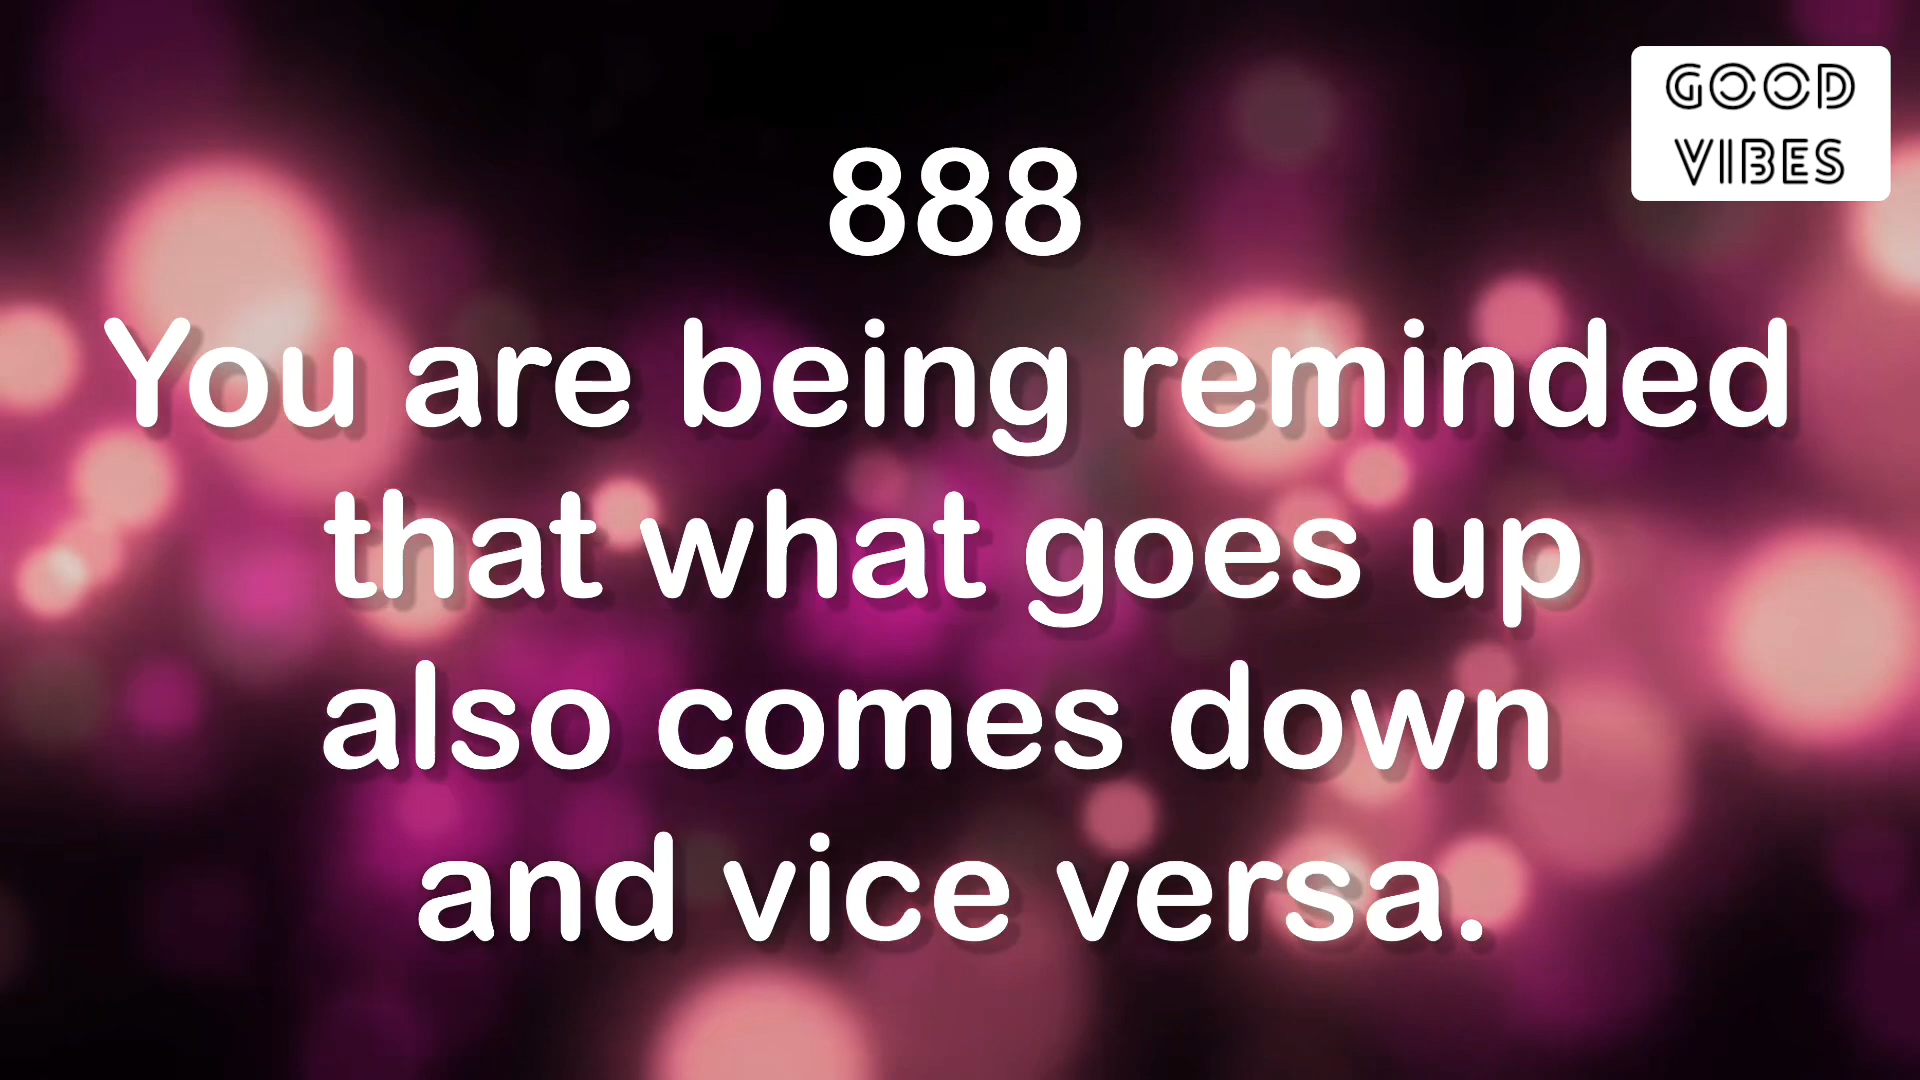 GOOD
VIBES
888
You are being reminded
that what goes up
also comes down
and vice versa.